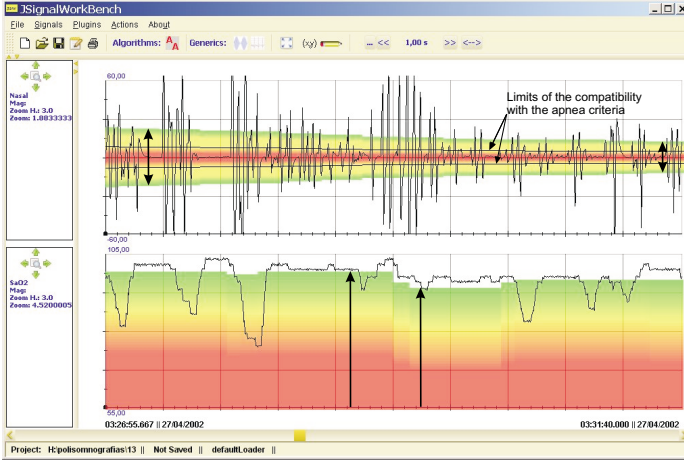 JSignalWorkBench
File Signals Plugins Actions About
Algorithms: AA Generics: (x,y) ... << 1,00 s >> <-->
Nasal
Mag:
Zoom H.: 3.0
Zoom: 1.8833333
60,00
Limits of the compatibility
with the apnea criteria
-60,00
105,00
SaO2
Mag:
Zoom H.: 3.0
Zoom: 4.5200005
55,00
03:26:55.667 || 27/04/2002 03:31:40.000 || 27/04/2002
Project: H:\polisomnografias\13 || Not Saved || defaultLoader ||